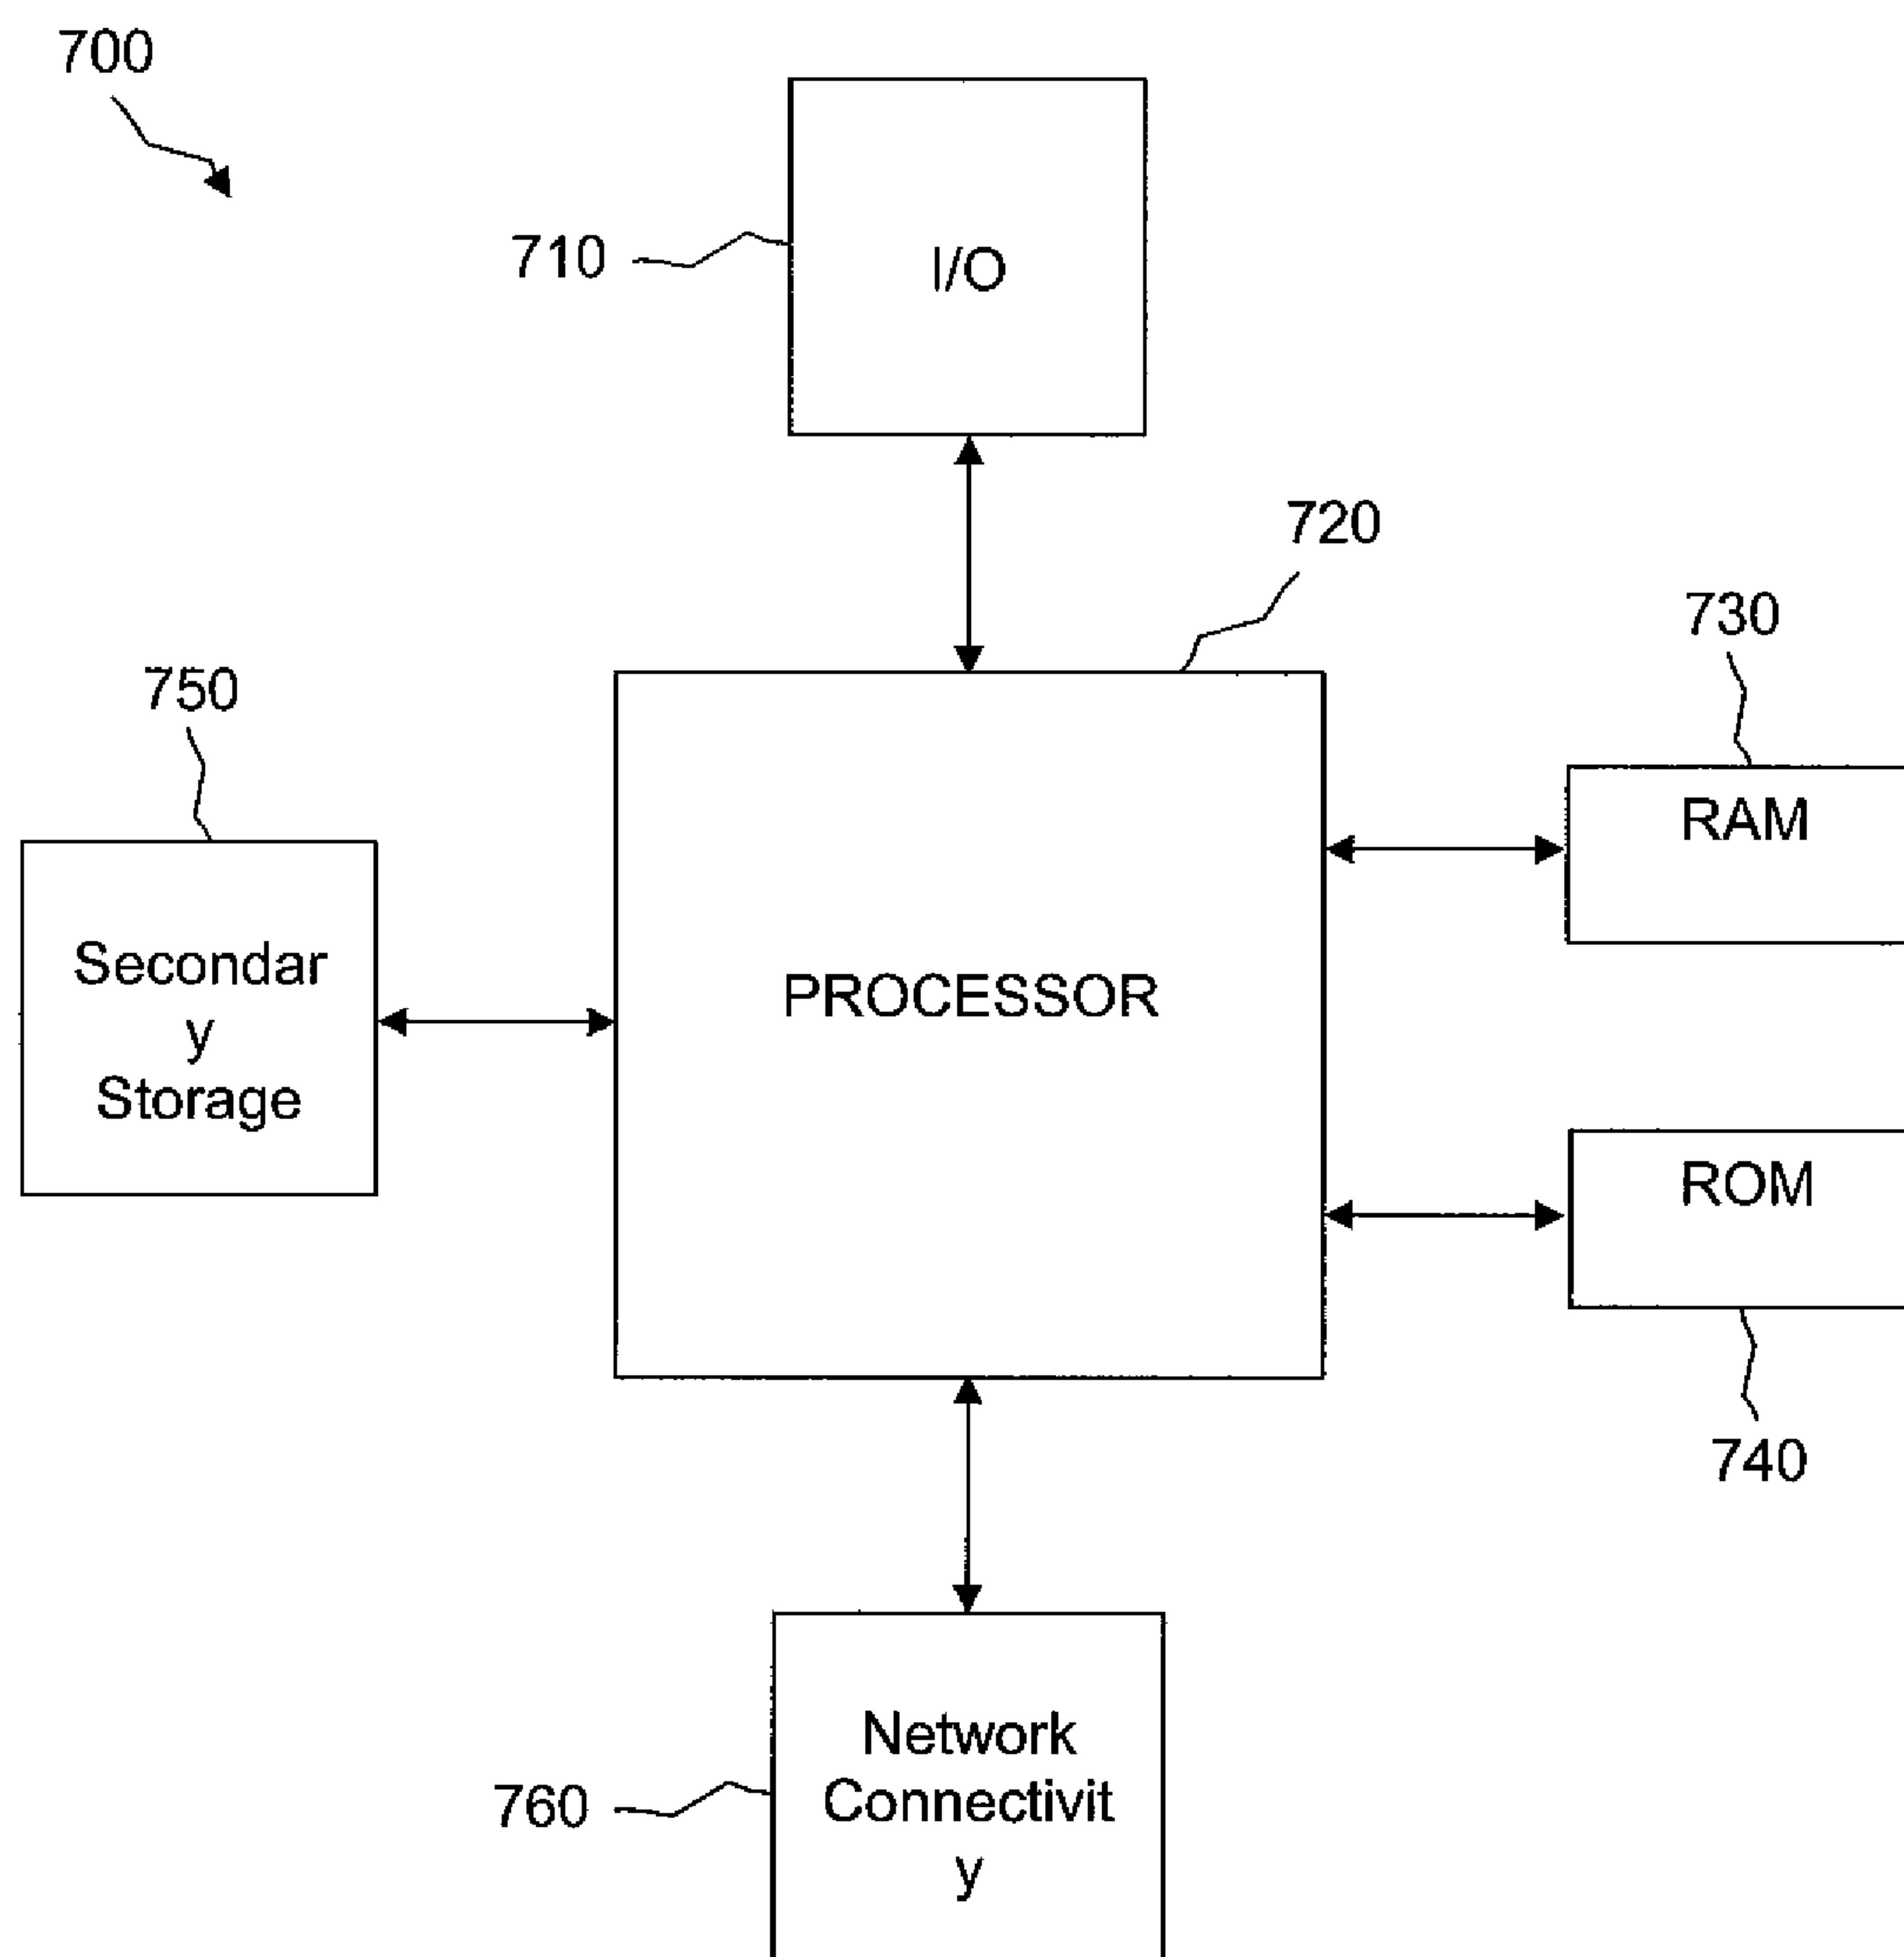 700
710
I/O
720
730
750
RAM
Secondar
y
Storage
PROCESSOR
ROM
740
Network
Connectivit
y
760